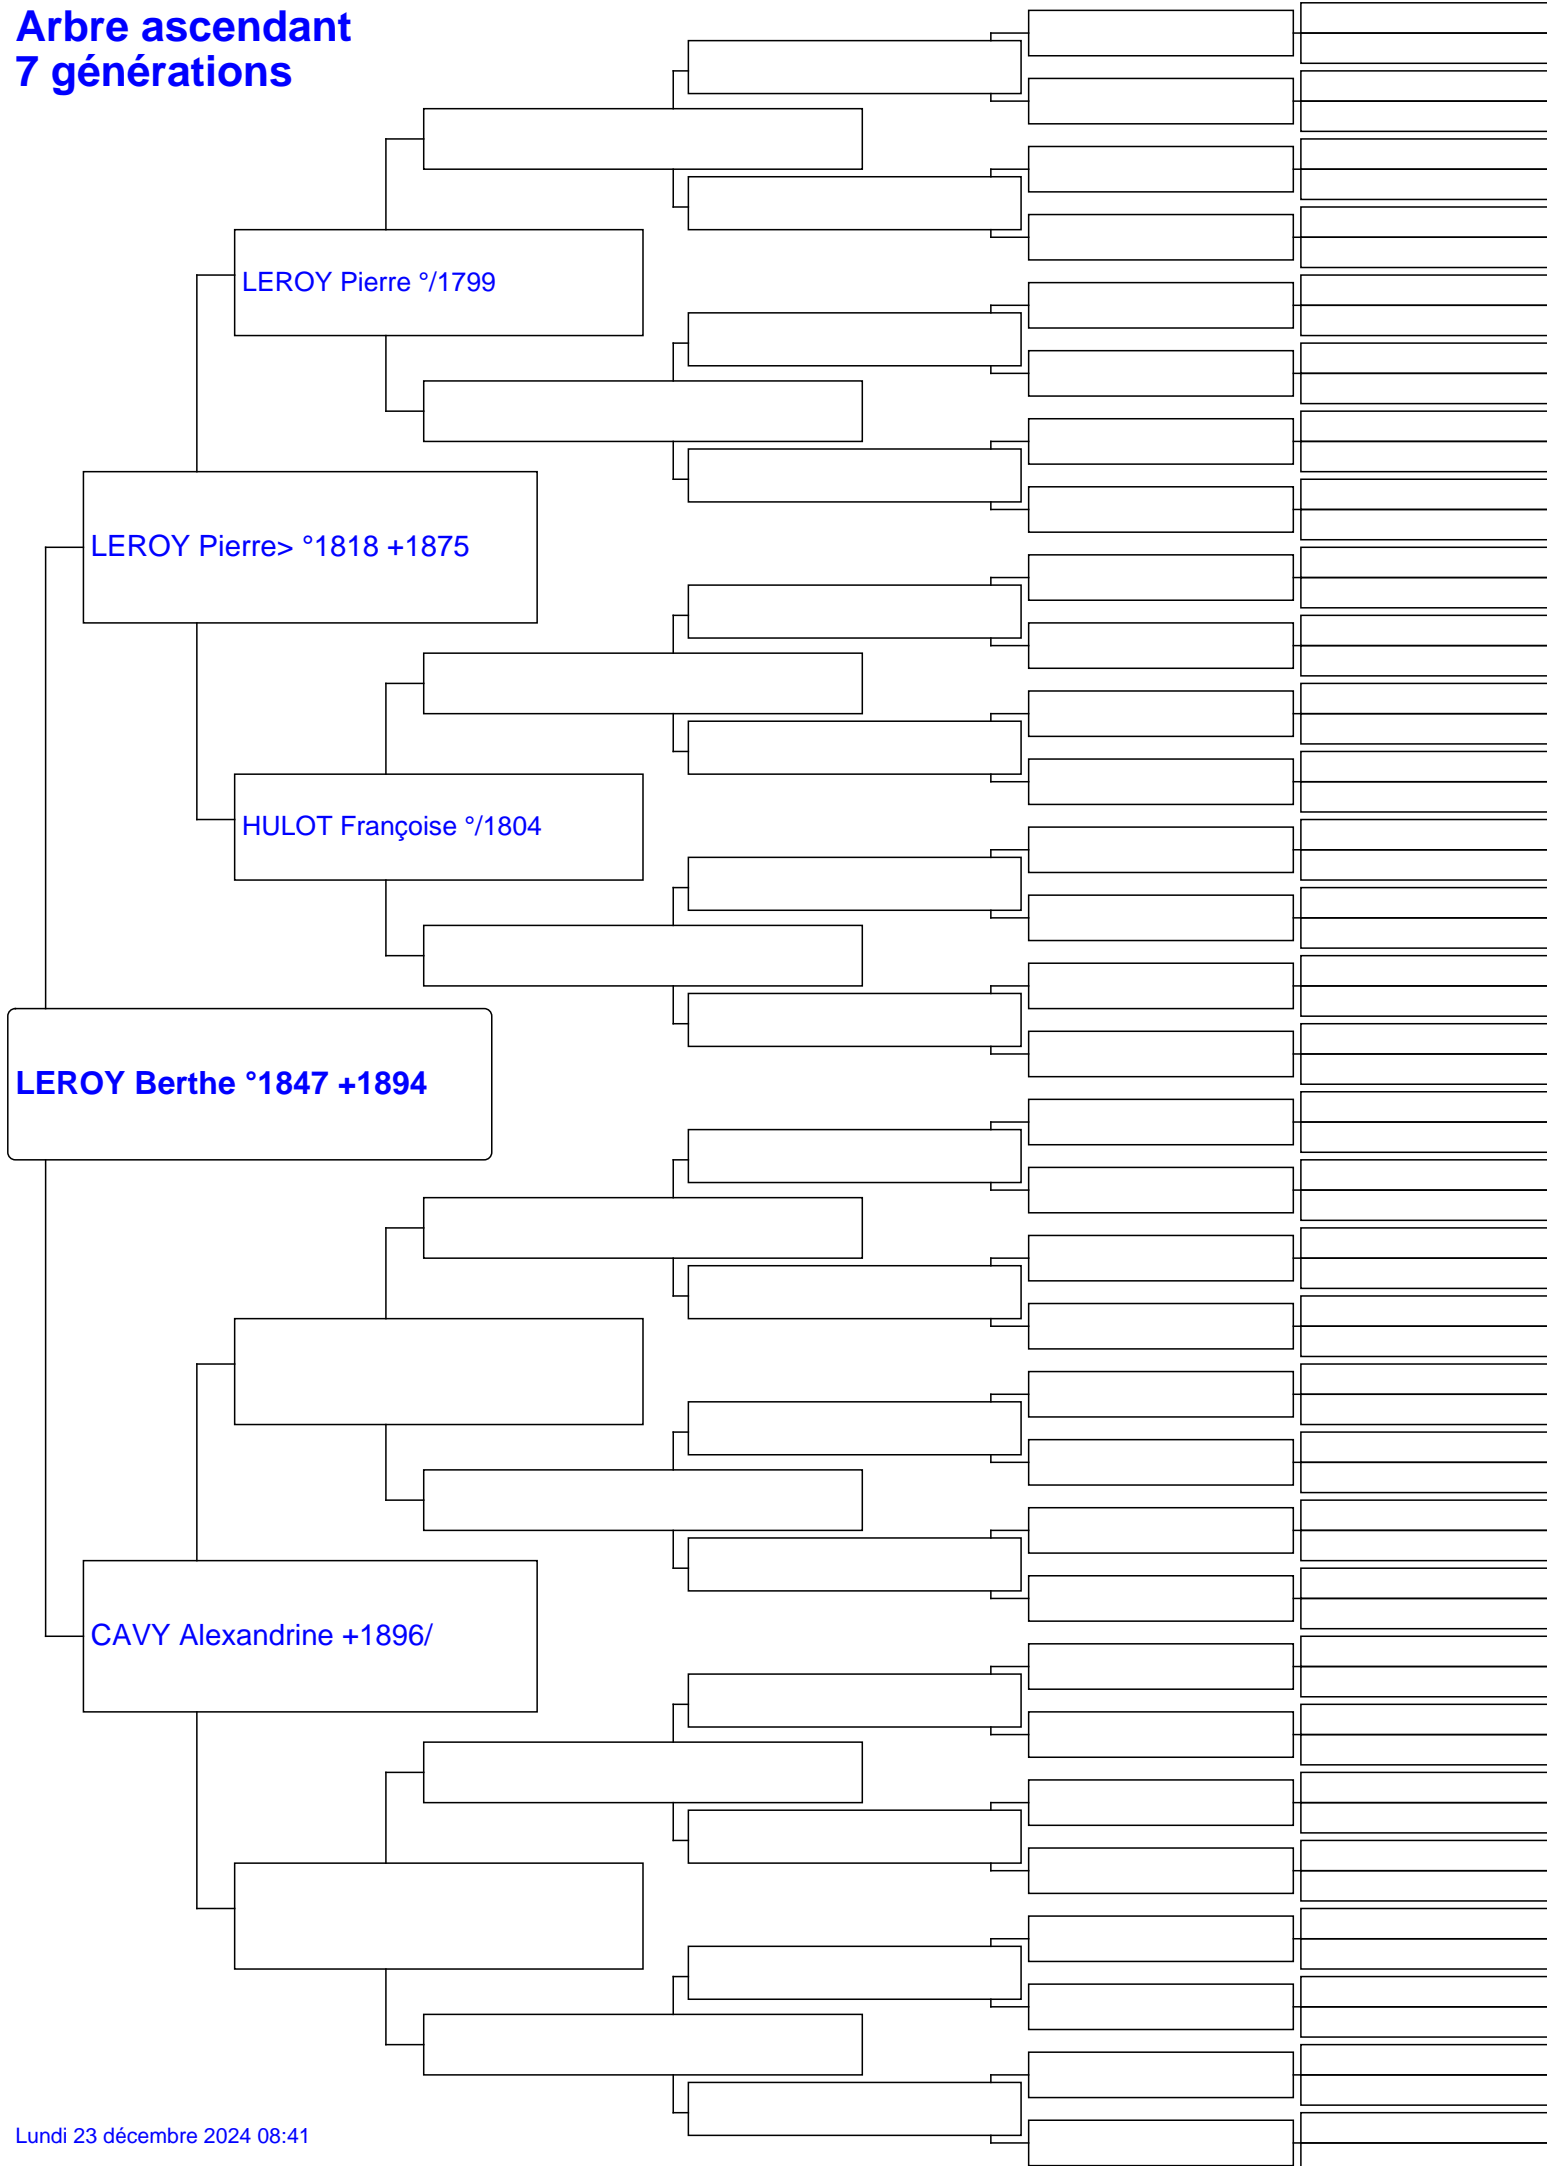 Arbre ascendant
7 générations
LEROY Pierre °/1799
LEROY Pierre> °1818 +1875
HULOT Françoise °/1804
LEROY Berthe °1847 +1894
CAVY Alexandrine +1896/
Lundi 23 décembre 2024 08:41